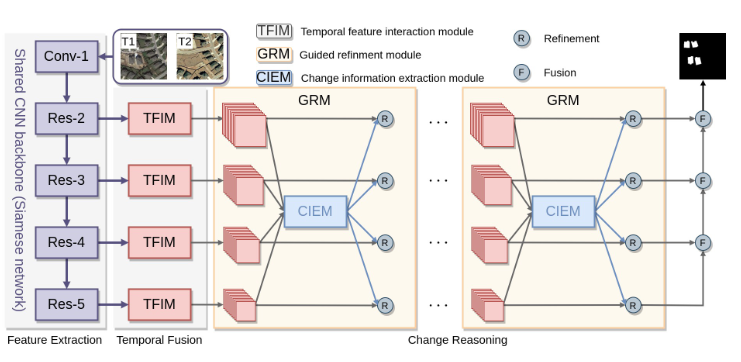 T1
T2
TFIM Temporal feature interaction module
GRM Guided refinment module
CIEM Change information extraction module
R Refinement
F Fusion
Shared CNN backbone (Siamese network)
Conv-1
Res-2
Res-3
Res-4
Res-5
TFIM
TFIM
TFIM
TFIM
GRM
CIEM
R
R
R
R
...
...
...
...
GRM
CIEM
R
R
R
R
F
F
F
Feature Extraction
Temporal Fusion
Change Reasoning